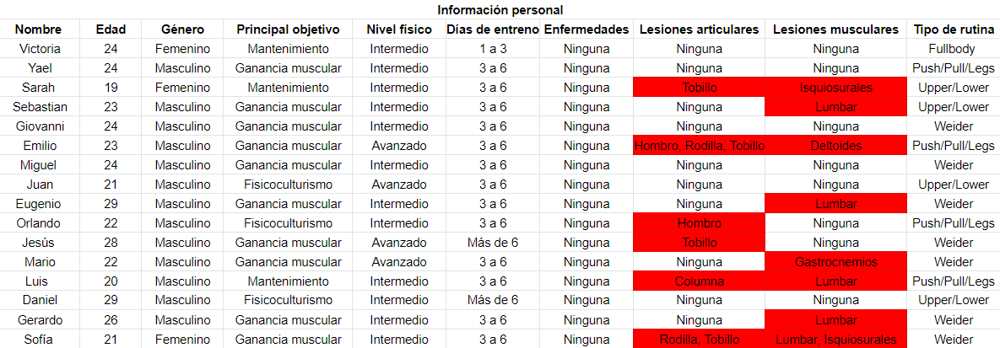 Información personal
Nombre Edad Género Principal objetivo Nivel físico Días de entreno Enfermedades Lesiones articulares Lesiones musculares Tipo de rutina
Victoria 24 Femenino Mantenimiento Intermedio 1 a 3 Ninguna Ninguna Ninguna Fullbody
Yael 24 Masculino Ganancia muscular Intermedio 3 a 6 Ninguna Ninguna Ninguna Push/Pull/Legs
Sarah 19 Femenino Mantenimiento Intermedio 3 a 6 Ninguna Tobillo Isquiosurales Upper/Lower
Sebastian 23 Masculino Ganancia muscular Intermedio 3 a 6 Ninguna Ninguna Lumbar Upper/Lower
Giovanni 24 Masculino Ganancia muscular Intermedio 3 a 6 Ninguna Ninguna Ninguna Weider
Emilio 23 Masculino Ganancia muscular Avanzado 3 a 6 Ninguna Hombro, Rodilla, Tobillo Deltoides Push/Pull/Legs
Miguel 24 Masculino Ganancia muscular Intermedio 3 a 6 Ninguna Ninguna Ninguna Weider
Juan 21 Masculino Fisicoculturismo Avanzado 3 a 6 Ninguna Ninguna Ninguna Upper/Lower
Eugenio 29 Masculino Ganancia muscular Intermedio 3 a 6 Ninguna Ninguna Lumbar Weider
Orlando 22 Masculino Fisicoculturismo Intermedio 3 a 6 Ninguna Hombro Ninguna Push/Pull/Legs
Jesús 28 Masculino Ganancia muscular Avanzado Más de 6 Ninguna Tobillo Ninguna Weider
Mario 22 Masculino Ganancia muscular Avanzado 3 a 6 Ninguna Ninguna Gastrocnemios Weider
Luis 20 Masculino Mantenimiento Intermedio 3 a 6 Ninguna Columna Lumbar Push/Pull/Legs
Daniel 29 Masculino Fisicoculturismo Intermedio Más de 6 Ninguna Ninguna Ninguna Upper/Lower
Gerardo 26 Masculino Ganancia muscular Intermedio 3 a 6 Ninguna Ninguna Lumbar Weider
Sofía 21 Femenino Ganancia muscular Intermedio 3 a 6 Ninguna Rodilla, Tobillo Lumbar, Isquiosurales Weider